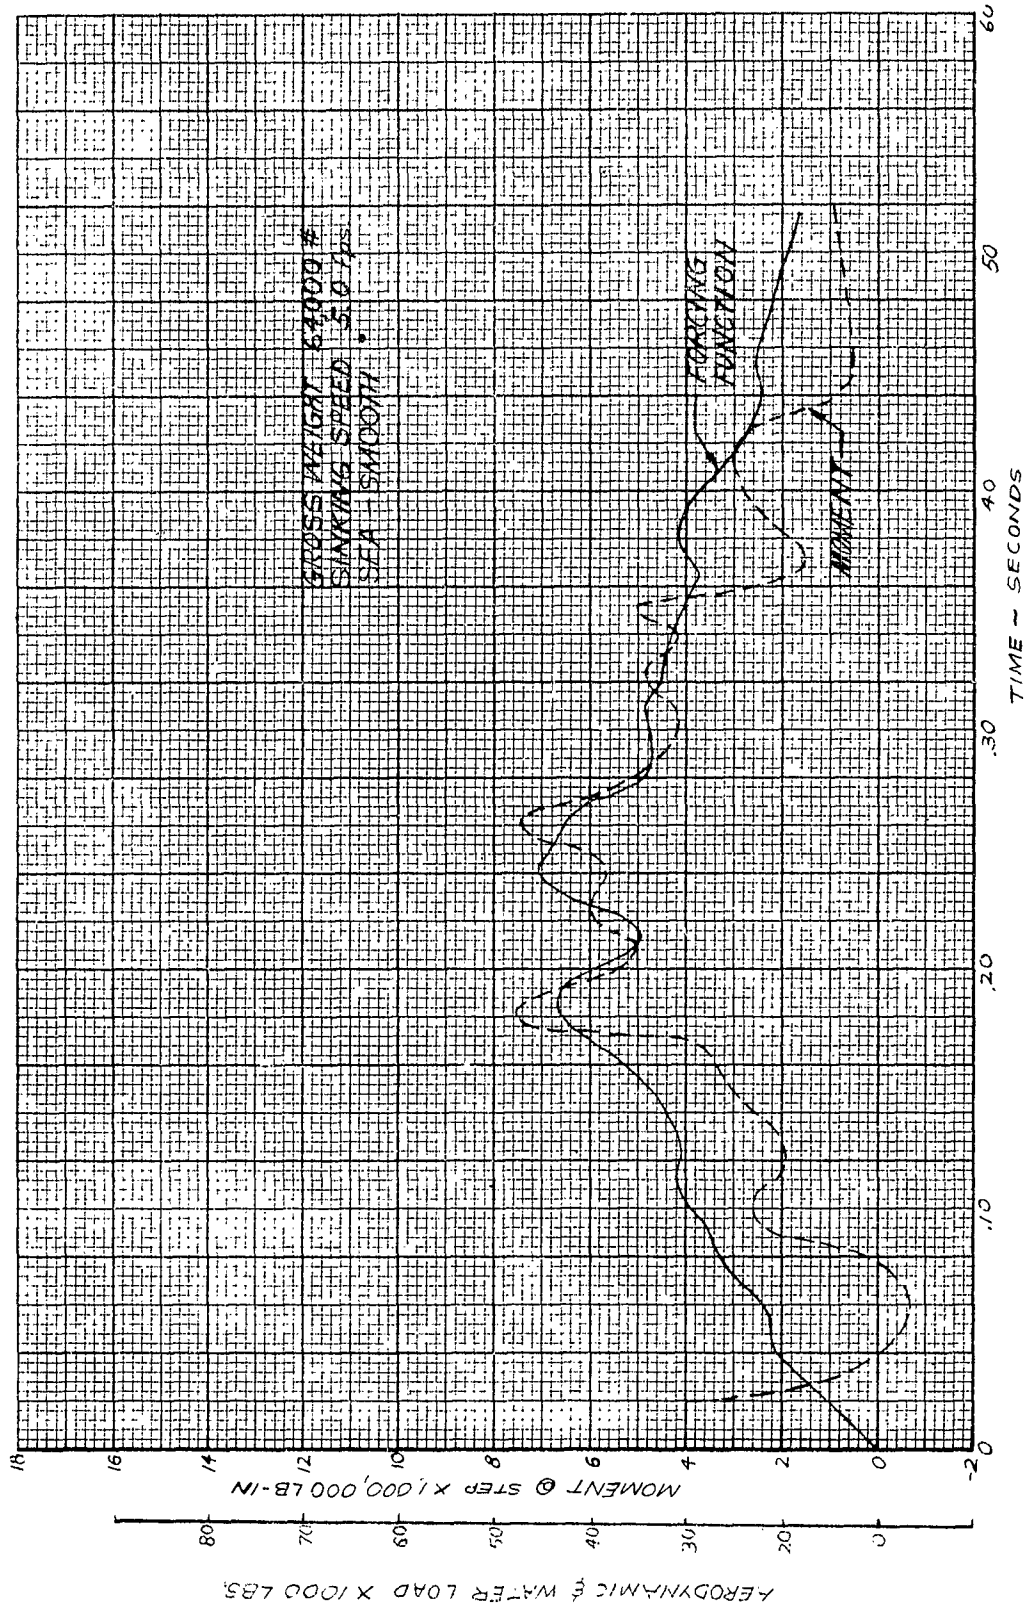 GROSS WEIGHT 64000 #
SINKING SPEED 5.0 fps.
SEA - SMOOTH
FORCING
FUNCTION
MOMENT
18
16
14
12
10
8
6
4
2
0
-2
MOMENT @ STEP X 1,000,000 LB-IN
80
70
60
50
40
30
20
0
AERODYNAMIC & WATER LOAD X 1000 LBS.
0
.10
.20
.30
.40
.50
60
TIME ~ SECONDS